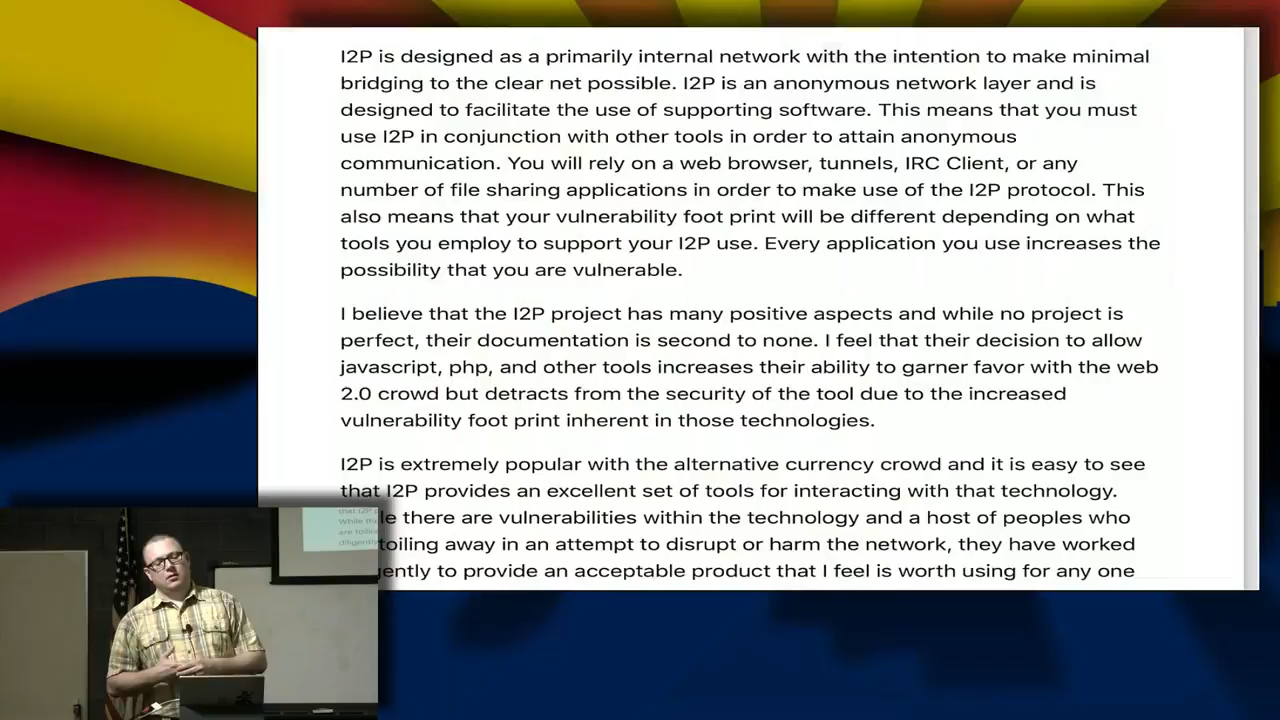 I2P is designed as a primarily internal network with the intention to make minimal
bridging to the clear net possible. I2P is an anonymous network layer and is
designed to facilitate the use of supporting software. This means that you must
use I2P in conjunction with other tools in order to attain anonymous
communication. You will rely on a web browser, tunnels, IRC Client, or any
number of file sharing applications in order to make use of the I2P protocol. This
also means that your vulnerability foot print will be different depending on what
tools you employ to support your I2P use. Every application you use increases the
possibility that you are vulnerable.
I believe that the I2P project has many positive aspects and while no project is
perfect, their documentation is second to none. I feel that their decision to allow
javascript, php, and other tools increases their ability to garner favor with the web
2.0 crowd but detracts from the security of the tool due to the increased
vulnerability foot print inherent in those technologies.
I2P is extremely popular with the alternative currency crowd and it is easy to see
that I2P provides an excellent set of tools for interacting with that technology.
le there are vulnerabilities within the technology and a host of peoples who
toiling away in an attempt to disrupt or harm the network, they have worked
gently to provide an acceptable product that I feel is worth using for any one